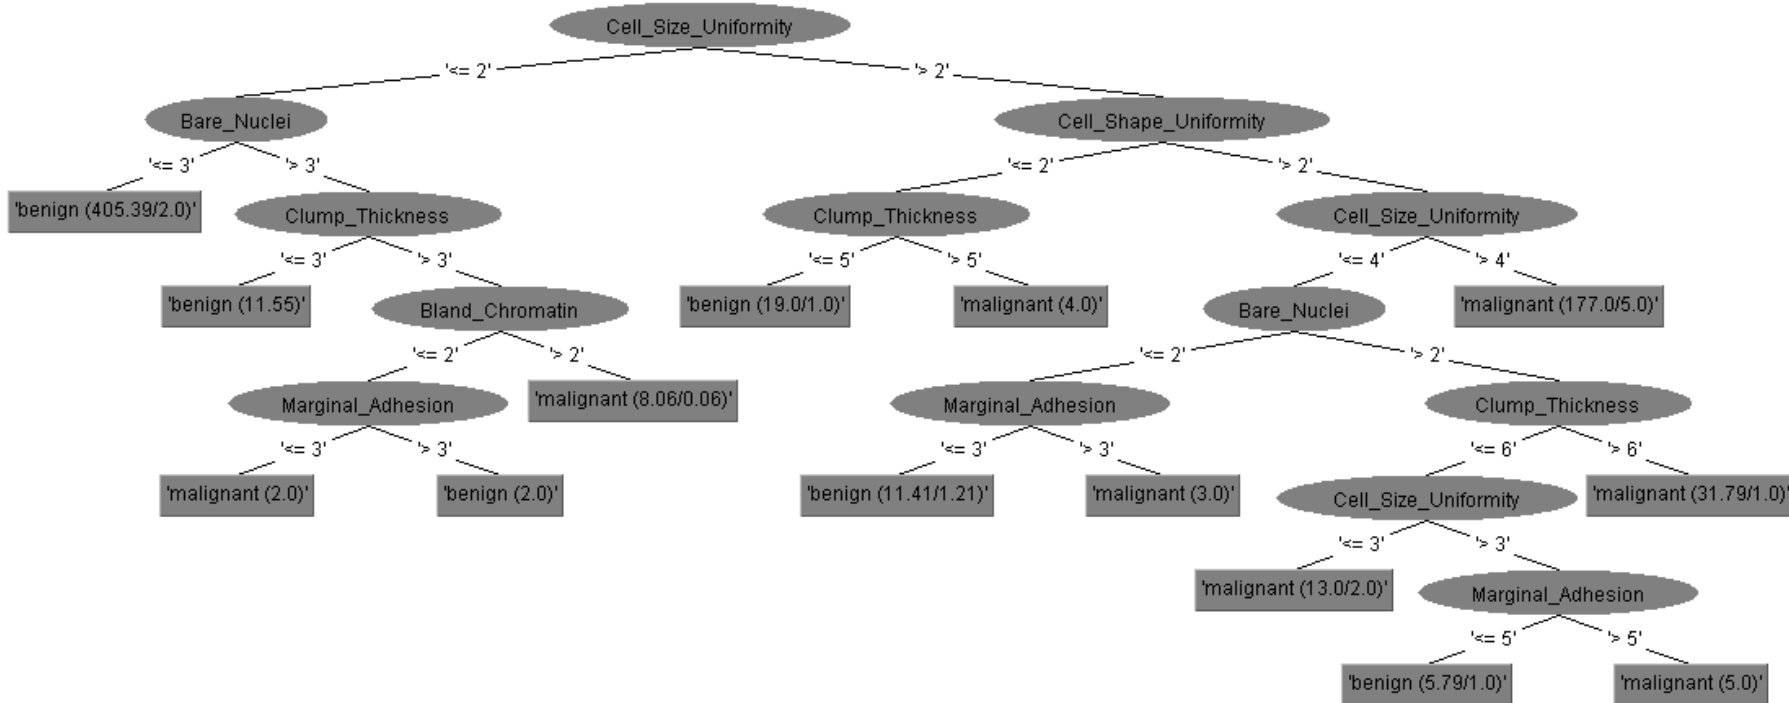 Cell_Size_Uniformity
'<= 2' '> 2'
Bare_Nuclei Cell_Shape_Uniformity
'<= 3' '> 3' '<= 2' '> 2'
'benign (405.39/2.0)' Clump_Thickness Clump_Thickness Cell_Size_Uniformity
'<= 3' '> 3' '<= 5' '> 5' '<= 4' '> 4'
'benign (11.55)' Bland_Chromatin 'benign (19.0/1.0)' 'malignant (4.0)' Bare_Nuclei 'malignant (177.0/5.0)'
'<= 2' '> 2' '<= 2' '> 2'
Marginal_Adhesion 'malignant (8.06/0.06)' Marginal_Adhesion Clump_Thickness
'<= 3' '> 3' '<= 3' '> 3' '<= 6' '> 6'
'malignant (2.0)' 'benign (2.0)' 'benign (11.41/1.21)' 'malignant (3.0)' Cell_Size_Uniformity 'malignant (31.79/1.0)'
'<= 3' '> 3'
'malignant (13.0/2.0)' Marginal_Adhesion
'<= 5' '> 5'
'benign (5.79/1.0)' 'malignant (5.0)'